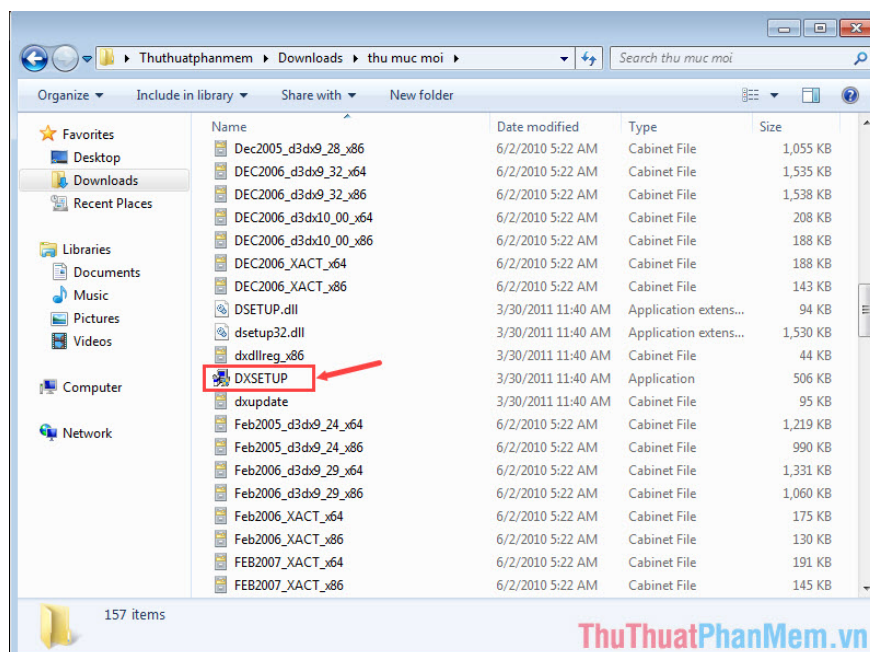 Thuthuatphanmem Downloads thu muc moi Search thu muc moi
Organize Include in library Share with New folder
Favorites
Desktop
Downloads
Recent Places
Libraries
Documents
Music
Pictures
Videos
Computer
Network
Name Date modified Type Size
Dec2005_d3dx9_28_x86 6/2/2010 5:22 AM Cabinet File 1,055 KB
DEC2006_d3dx9_32_x64 6/2/2010 5:22 AM Cabinet File 1,535 KB
DEC2006_d3dx9_32_x86 6/2/2010 5:22 AM Cabinet File 1,538 KB
DEC2006_d3dx10_00_x64 6/2/2010 5:22 AM Cabinet File 208 KB
DEC2006_d3dx10_00_x86 6/2/2010 5:22 AM Cabinet File 188 KB
DEC2006_XACT_x64 6/2/2010 5:22 AM Cabinet File 188 KB
DEC2006_XACT_x86 6/2/2010 5:22 AM Cabinet File 143 KB
DSETUP.dll 3/30/2011 11:40 AM Application extens... 94 KB
dsetup32.dll 3/30/2011 11:40 AM Application extens... 1,530 KB
dxdllreg_x86 3/30/2011 11:40 AM Cabinet File 44 KB
DXSETUP 3/30/2011 11:40 AM Application 506 KB
dxupdate 3/30/2011 11:40 AM Cabinet File 95 KB
Feb2005_d3dx9_24_x64 6/2/2010 5:22 AM Cabinet File 1,219 KB
Feb2005_d3dx9_24_x86 6/2/2010 5:22 AM Cabinet File 990 KB
Feb2006_d3dx9_29_x64 6/2/2010 5:22 AM Cabinet File 1,331 KB
Feb2006_d3dx9_29_x86 6/2/2010 5:22 AM Cabinet File 1,060 KB
Feb2006_XACT_x64 6/2/2010 5:22 AM Cabinet File 175 KB
Feb2006_XACT_x86 6/2/2010 5:22 AM Cabinet File 130 KB
FEB2007_XACT_x64 6/2/2010 5:22 AM Cabinet File 191 KB
FEB2007_XACT_x86 6/2/2010 5:22 AM Cabinet File 145 KB
157 items
ThuThuatPhanMem.vn